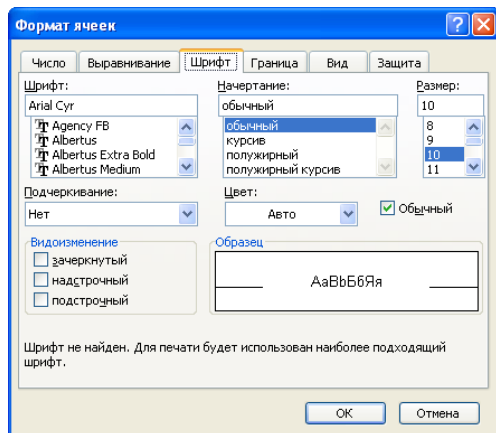 Формат ячеек
Число Выравнивание Шрифт Граница Вид Защита
Шрифт: Начертание: Размер:
Arial Cyr обычный 10
Agency FB обычный 8
Albertus курсив 9
Albertus Extra Bold полужирный 10
Albertus Medium полужирный курсив 11
Подчеркивание: Цвет:
Нет Авто Обычный
Видоизменение Образец
зачеркнутый
надстрочный АаBbБбЯя
подстрочный
Шрифт не найден. Для печати будет использован наиболее подходящий
шрифт.
ОК Отмена